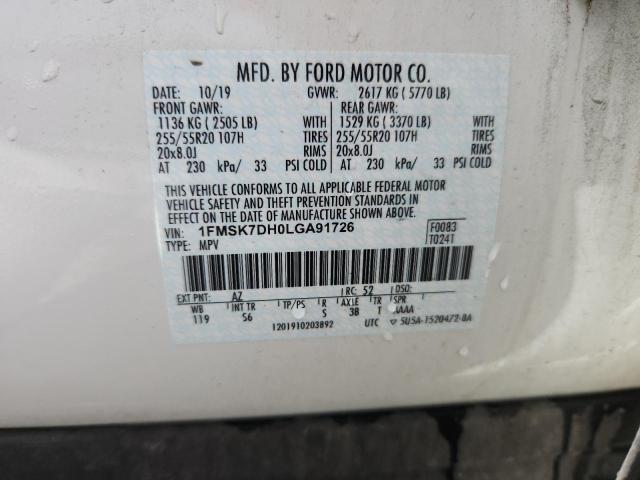 MFD. BY FORD MOTOR CO.
DATE: 10/19 GVWR: 2617 KG ( 5770 LB)
FRONT GAWR: REAR GAWR:
1136 KG ( 2505 LB) WITH 1529 KG ( 3370 LB) WITH
255/55R20 107H TIRES 255/55R20 107H TIRES
20x8.0J RIMS 20x8.0J RIMS
AT 230 kPa/ 33 PSI COLD AT 230 kPa/ 33 PSI COLD
THIS VEHICLE CONFORMS TO ALL APPLICABLE FEDERAL MOTOR
VEHICLE SAFETY AND THEFT PREVENTION STANDARDS IN
EFFECT ON THE DATE OF MANUFACTURE SHOWN ABOVE.
VIN: 1FMSK7DH0LGA91726 F0083
TYPE: MPV T0241
EXT PNT: AZ RC: 52 DSO:
WB INT TR TP/PS R AXLE TR SPR
119 S6 S 3B T AAAA
1201910203892 UTC ▽ 5U5A-1520472-BA